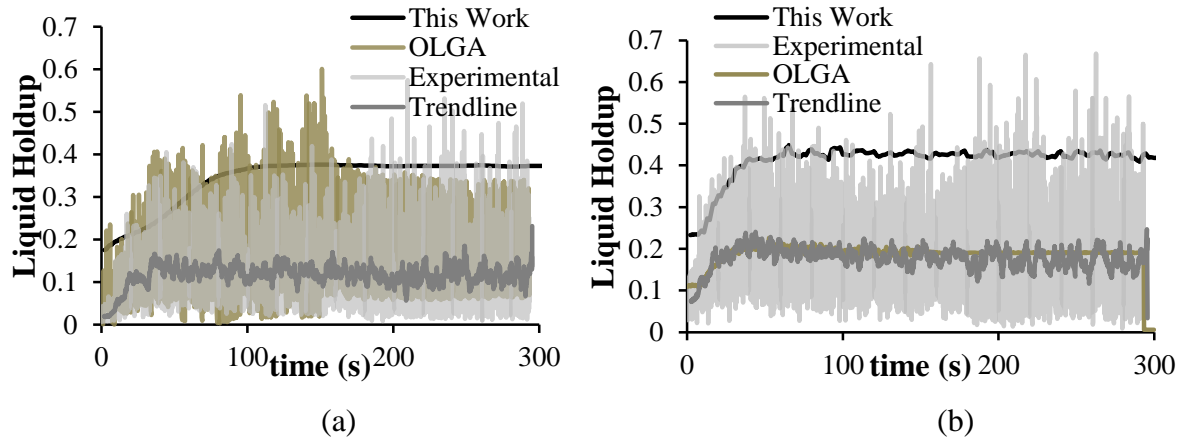 This Work
OLGA
Experimental
Trendline
Liquid Holdup
0.7
0.6
0.5
0.4
0.3
0.2
0.1
0
0
100
200
300
time (s)
(a)
This Work
Experimental
OLGA
Trendline
Liquid Holdup
0.7
0.6
0.5
0.4
0.3
0.2
0.1
0
0
100
200
300
time (s)
(b)